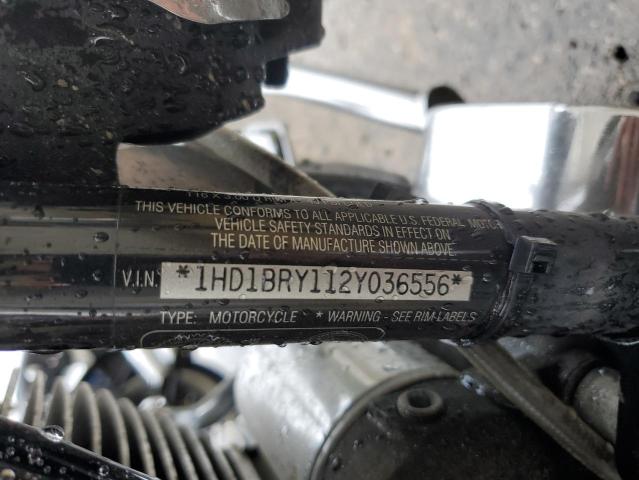 THIS VEHICLE CONFORMS TO ALL APPLICABLE U.S. FEDERAL MOTOR
VEHICLE SAFETY STANDARDS IN EFFECT ON
THE DATE OF MANUFACTURE SHOWN ABOVE.
V.I.N. *1HD1BRY112Y036556*
TYPE: MOTORCYCLE * WARNING - SEE RIM-LABELS